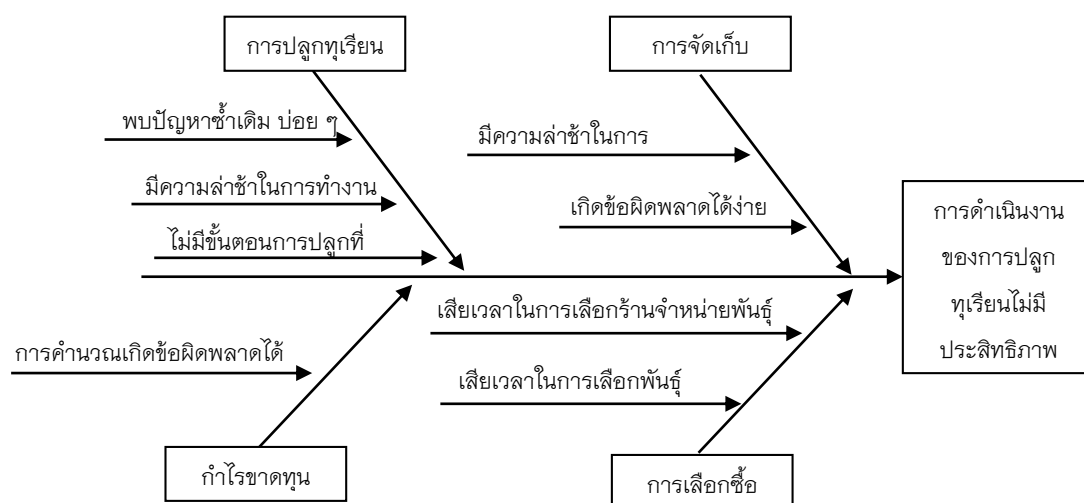 การปลูกทุเรียน
การจัดเก็บ
พบปัญหาซ้ำเดิม บ่อย ๆ
มีความล่าช้าในการ
มีความล่าช้าในการทำงาน
เกิดข้อผิดพลาดได้ง่าย
ไม่มีขั้นตอนการปลูกที่
การดำเนินงาน
ของการปลูก
ทุเรียนไม่มี
ประสิทธิภาพ
เสียเวลาในการเลือกร้านจำหน่ายพันธุ์
การคำนวณเกิดข้อผิดพลาดได้
เสียเวลาในการเลือกพันธุ์
กำไรขาดทุน
การเลือกซื้อ